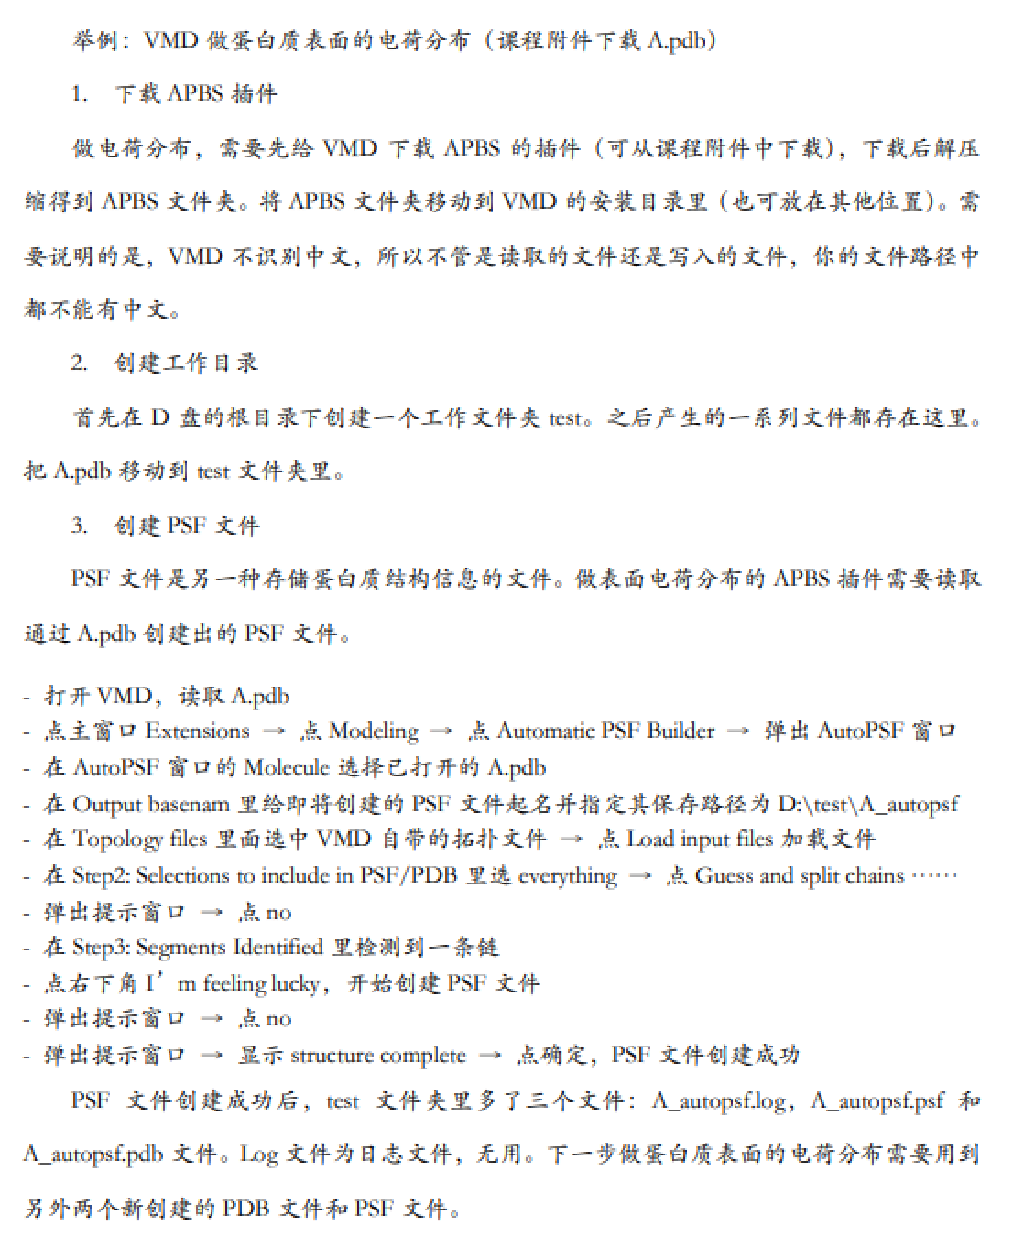 举例：VMD 做蛋白质表面的电荷分布（课程附件下载 A.pdb）
1. 下载 APBS 插件
做电荷分布，需要先给 VMD 下载 APBS 的插件（可从课程附件中下载），下载后解压
缩得到 APBS 文件夹。将 APBS 文件夹移动到 VMD 的安装目录里（也可放在其他位置）。需
要说明的是，VMD 不识别中文，所以不管是读取的文件还是写入的文件，你的文件路径中
都不能有中文。
2. 创建工作目录
首先在 D 盘的根目录下创建一个工作文件夹 test。之后产生的一系列文件都存在这里。
把 A.pdb 移动到 test 文件夹里。
3. 创建 PSF 文件
PSF 文件是另一种存储蛋白质结构信息的文件。做表面电荷分布的 APBS 插件需要读取
通过 A.pdb 创建出的 PSF 文件。
- 打开 VMD，读取 A.pdb
- 点主窗口 Extensions → 点 Modeling → 点 Automatic PSF Builder → 弹出 AutoPSF 窗口
- 在 AutoPSF 窗口的 Molecule 选择已打开的 A.pdb
- 在 Output basenam 里给即将创建的 PSF 文件起名并指定其保存路径为 D:\test\A_autopsf
- 在 Topology files 里面选中 VMD 自带的拓扑文件 → 点 Load input files 加载文件
- 在 Step2: Selections to include in PSF/PDB 里选 everything → 点 Guess and split chains ……
- 弹出提示窗口 → 点 no
- 在 Step3: Segments Identified 里检测到一条链
- 点右下角 I’m feeling lucky，开始创建 PSF 文件
- 弹出提示窗口 → 点 no
- 弹出提示窗口 → 显示 structure complete → 点确定，PSF 文件创建成功
PSF 文件创建成功后，test 文件夹里多了三个文件：A_autopsf.log，A_autopsf.psf 和
A_autopsf.pdb 文件。Log 文件为日志文件，无用。下一步做蛋白质表面的电荷分布需要用到
另外两个新创建的 PDB 文件和 PSF 文件。